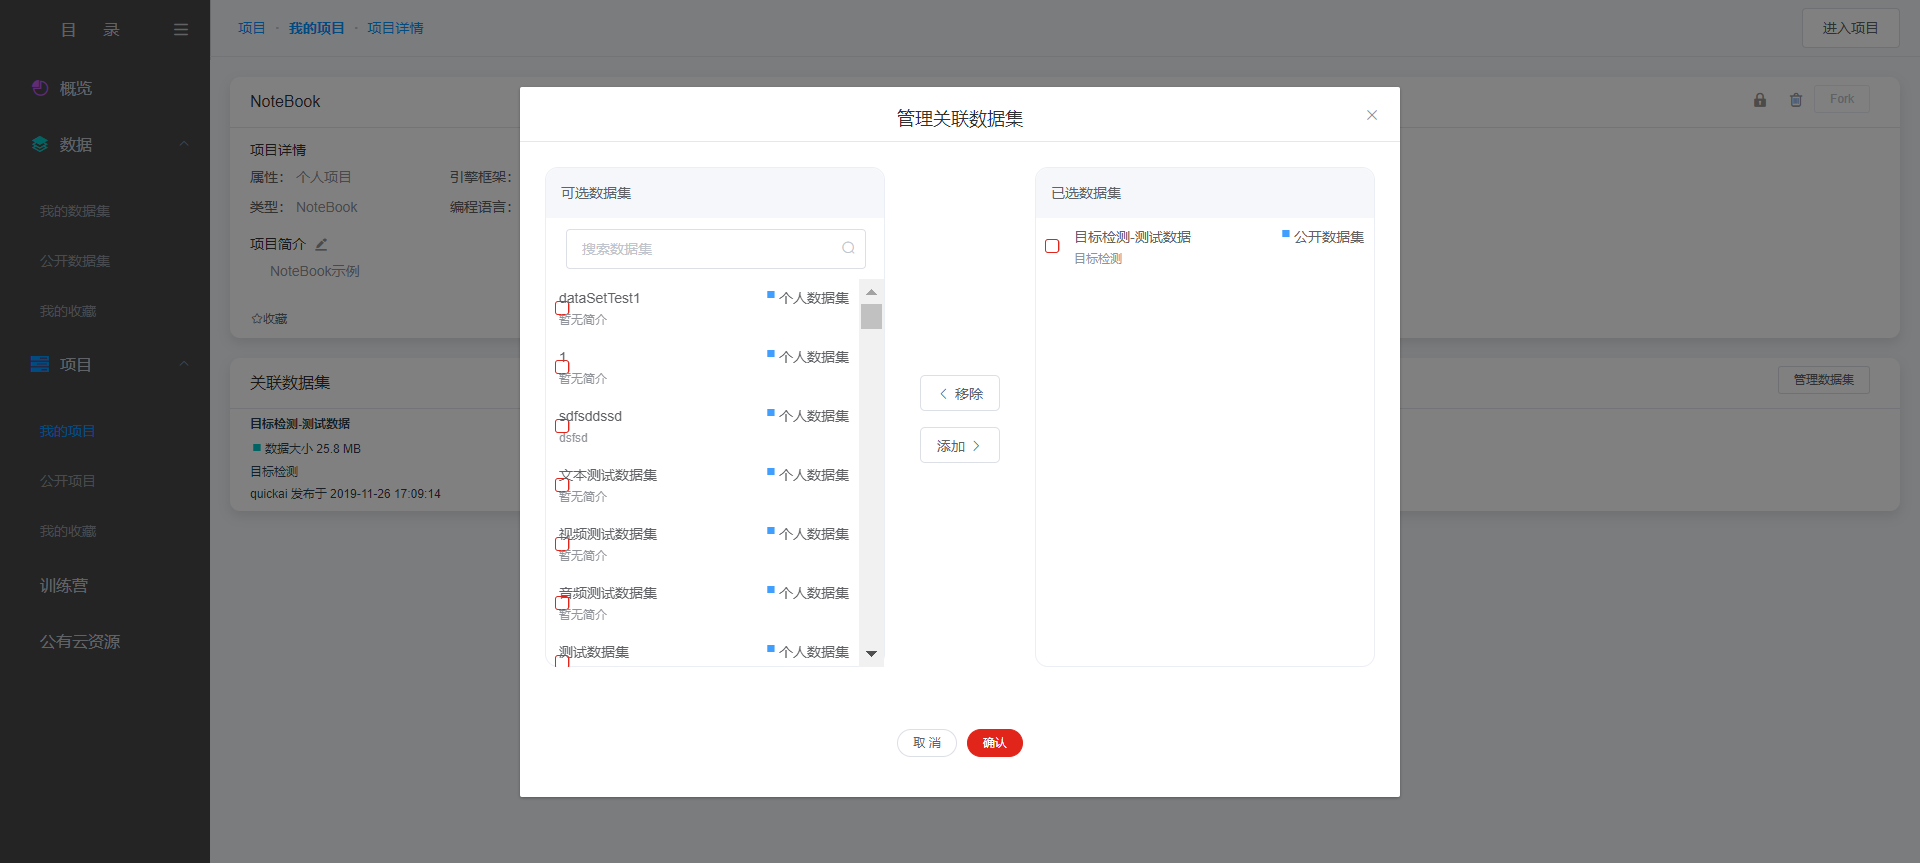 目 录
概览
数据
我的数据集
公开数据集
我的收藏
项目
我的项目
公开项目
我的收藏
训练营
公有云资源
项目 · 我的项目 · 项目详情
进入项目
NoteBook
Fork
项目详情
属性： 个人项目
引擎框架：
类型： NoteBook
编程语言：
项目简介
NoteBook示例
收藏
关联数据集
管理数据集
目标检测-测试数据
数据大小 25.8 MB
目标检测
quickai 发布于 2019-11-26 17:09:14
管理关联数据集
可选数据集
搜索数据集
dataSetTest1 个人数据集
暂无简介
1 个人数据集
暂无简介
sdfsddssd 个人数据集
dsfsd
文本测试数据集 个人数据集
暂无简介
视频测试数据集 个人数据集
暂无简介
音频测试数据集 个人数据集
暂无简介
测试数据集 个人数据集
移除
添加
已选数据集
目标检测-测试数据 公开数据集
目标检测
取 消
确认